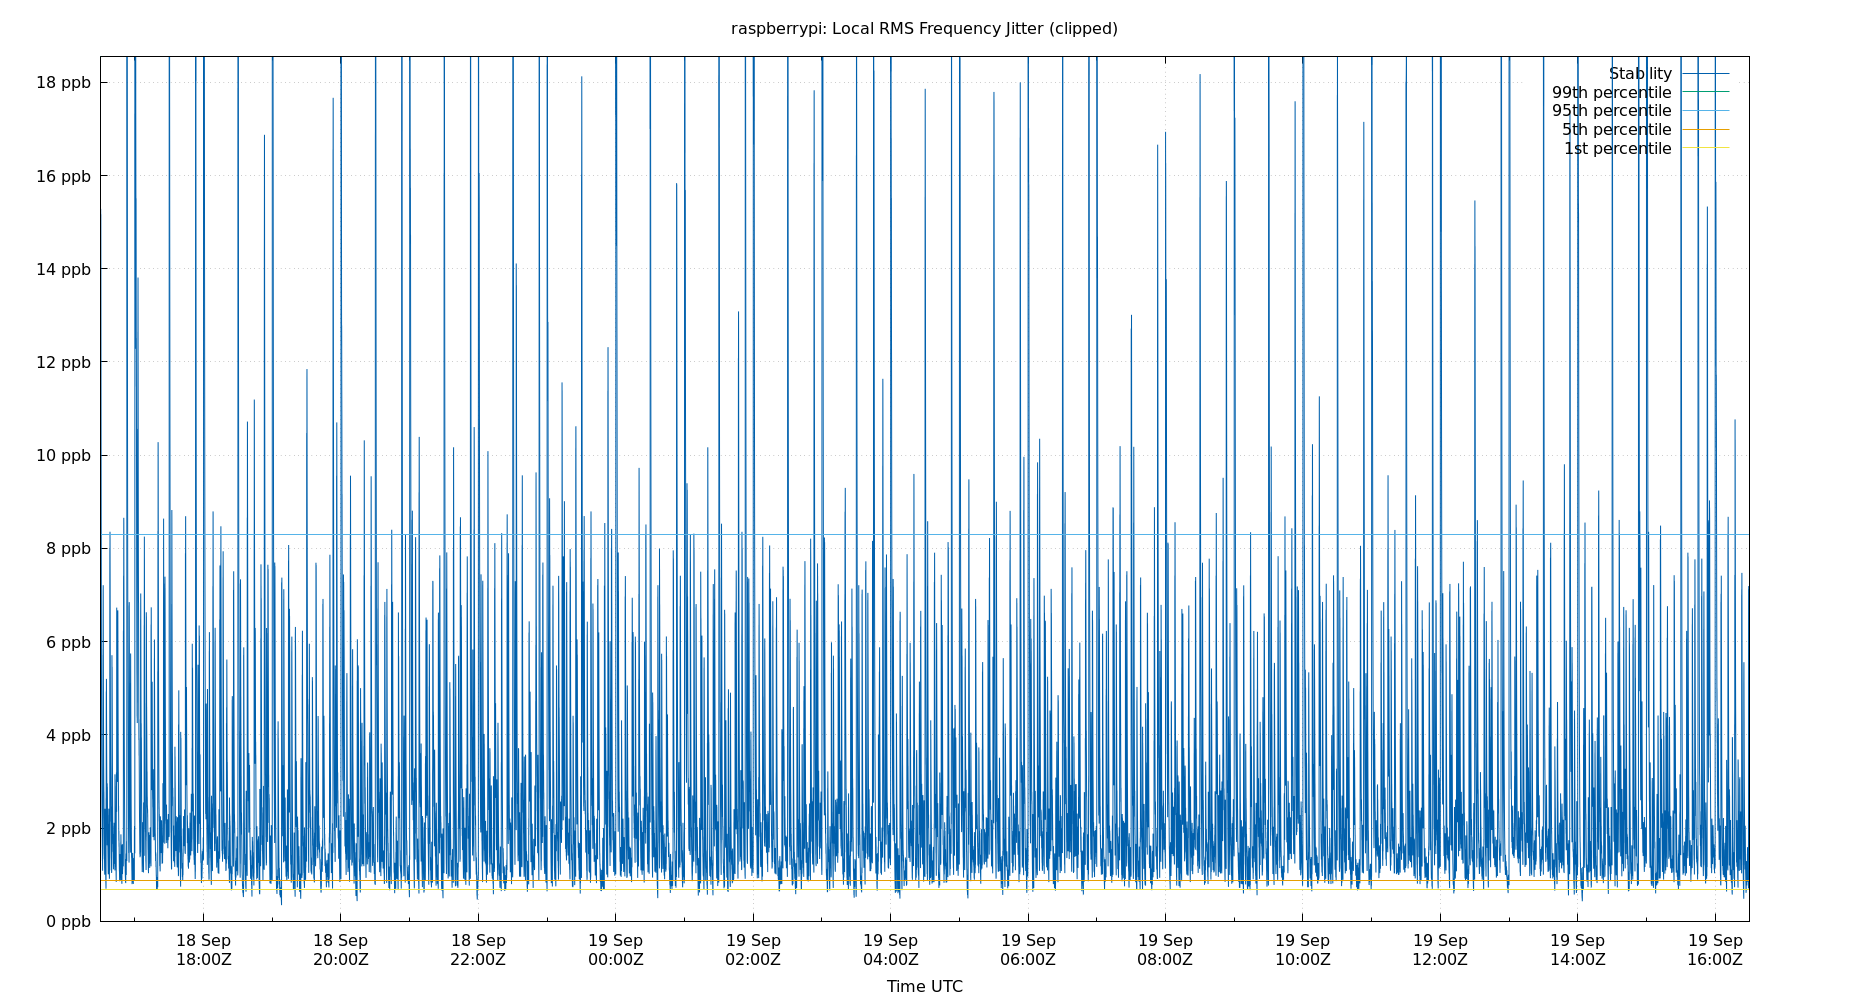 raspberrypi: Local RMS Frequency Jitter (clipped)
18 ppb
16 ppb
14 ppb
12 ppb
10 ppb
8 ppb
6 ppb
4 ppb
2 ppb
0 ppb
Stability
99th percentile
95th percentile
5th percentile
1st percentile
18 Sep 18 Sep 18 Sep 19 Sep 19 Sep 19 Sep 19 Sep 19 Sep 19 Sep 19 Sep 19 Sep 19 Sep
18:00Z 20:00Z 22:00Z 00:00Z 02:00Z 04:00Z 06:00Z 08:00Z 10:00Z 12:00Z 14:00Z 16:00Z
Time UTC